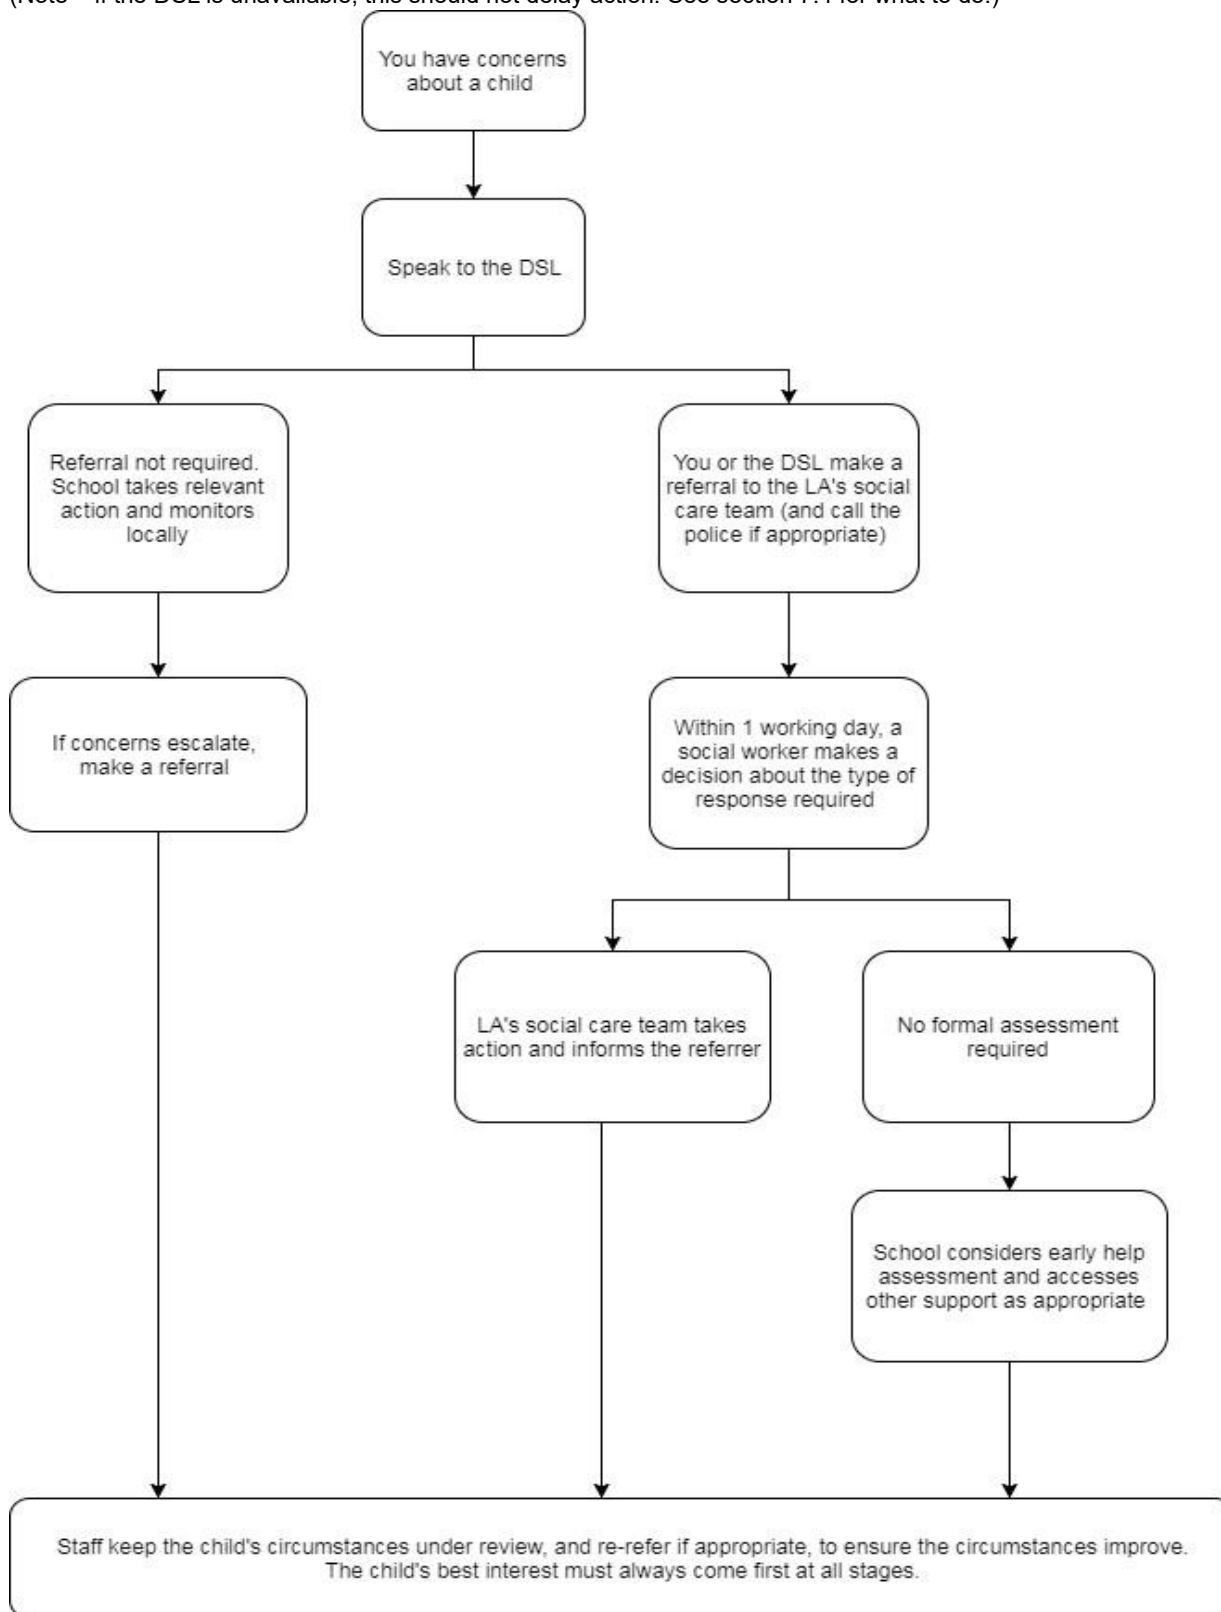 You have concerns
about a child
Speak to the DSL
Referral not required.
School takes relevant
action and monitors
locally
You or the DSL make a
referral to the LA's social
care team (and call the
police if appropriate)
If concerns escalate,
make a referral
Within 1 working day, a
social worker makes a
decision about the type of
response required
LA's social care team takes
action and informs the referrer
No formal assessment
required
School considers early help
assessment and accesses
other support as appropriate
Staff keep the child's circumstances under review, and re-refer if appropriate, to ensure the circumstances improve.
The child's best interest must always come first at all stages.